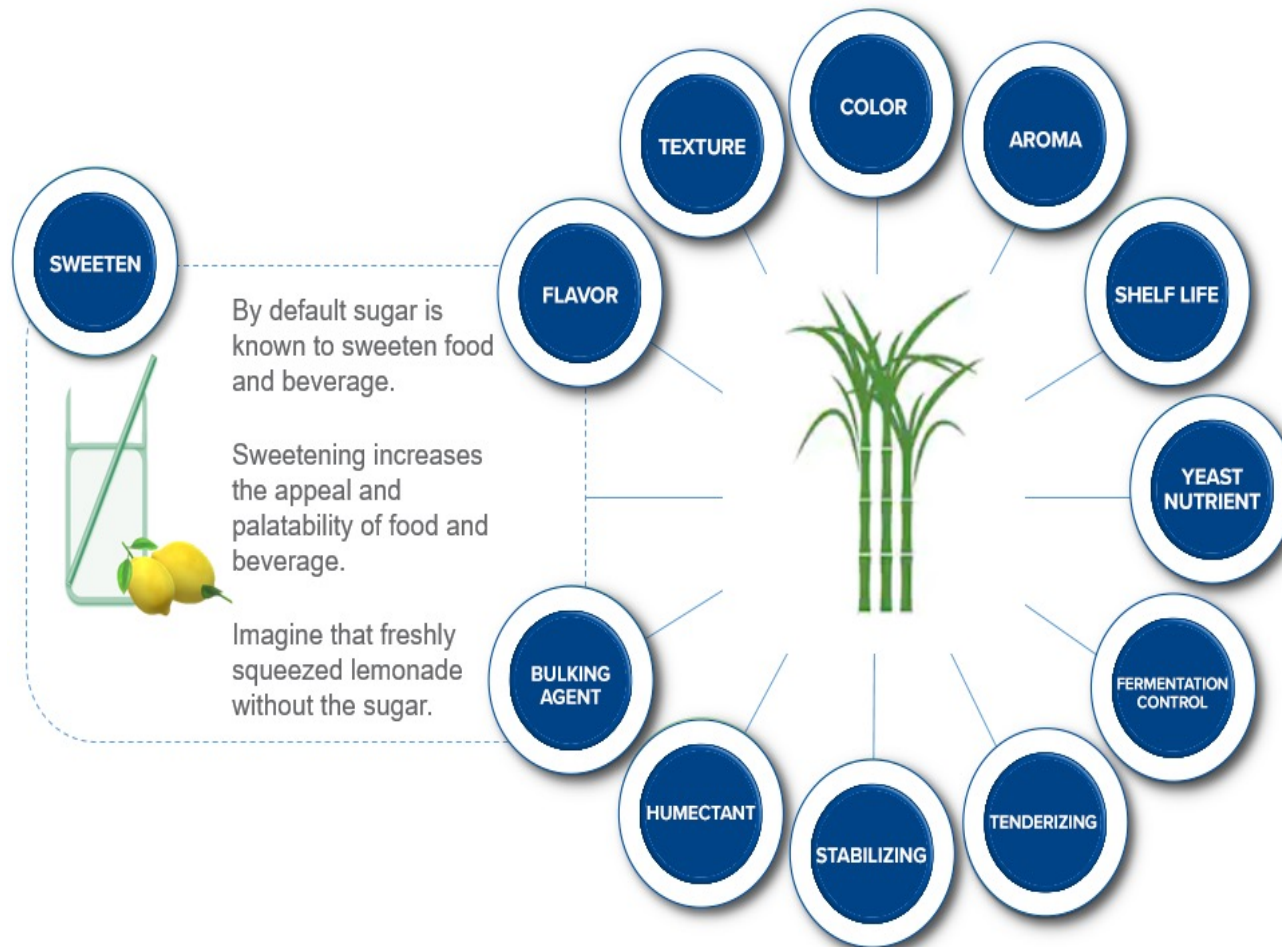 COLOR
TEXTURE
AROMA
SWEETEN
FLAVOR
SHELF LIFE
By default sugar is
known to sweeten food
and beverage.
Sweetening increases
the appeal and
palatability of food and
beverage.
Imagine that freshly
squeezed lemonade
without the sugar.
YEAST
NUTRIENT
BULKING
AGENT
FERMENTATION
CONTROL
HUMECTANT
TENDERIZING
STABILIZING